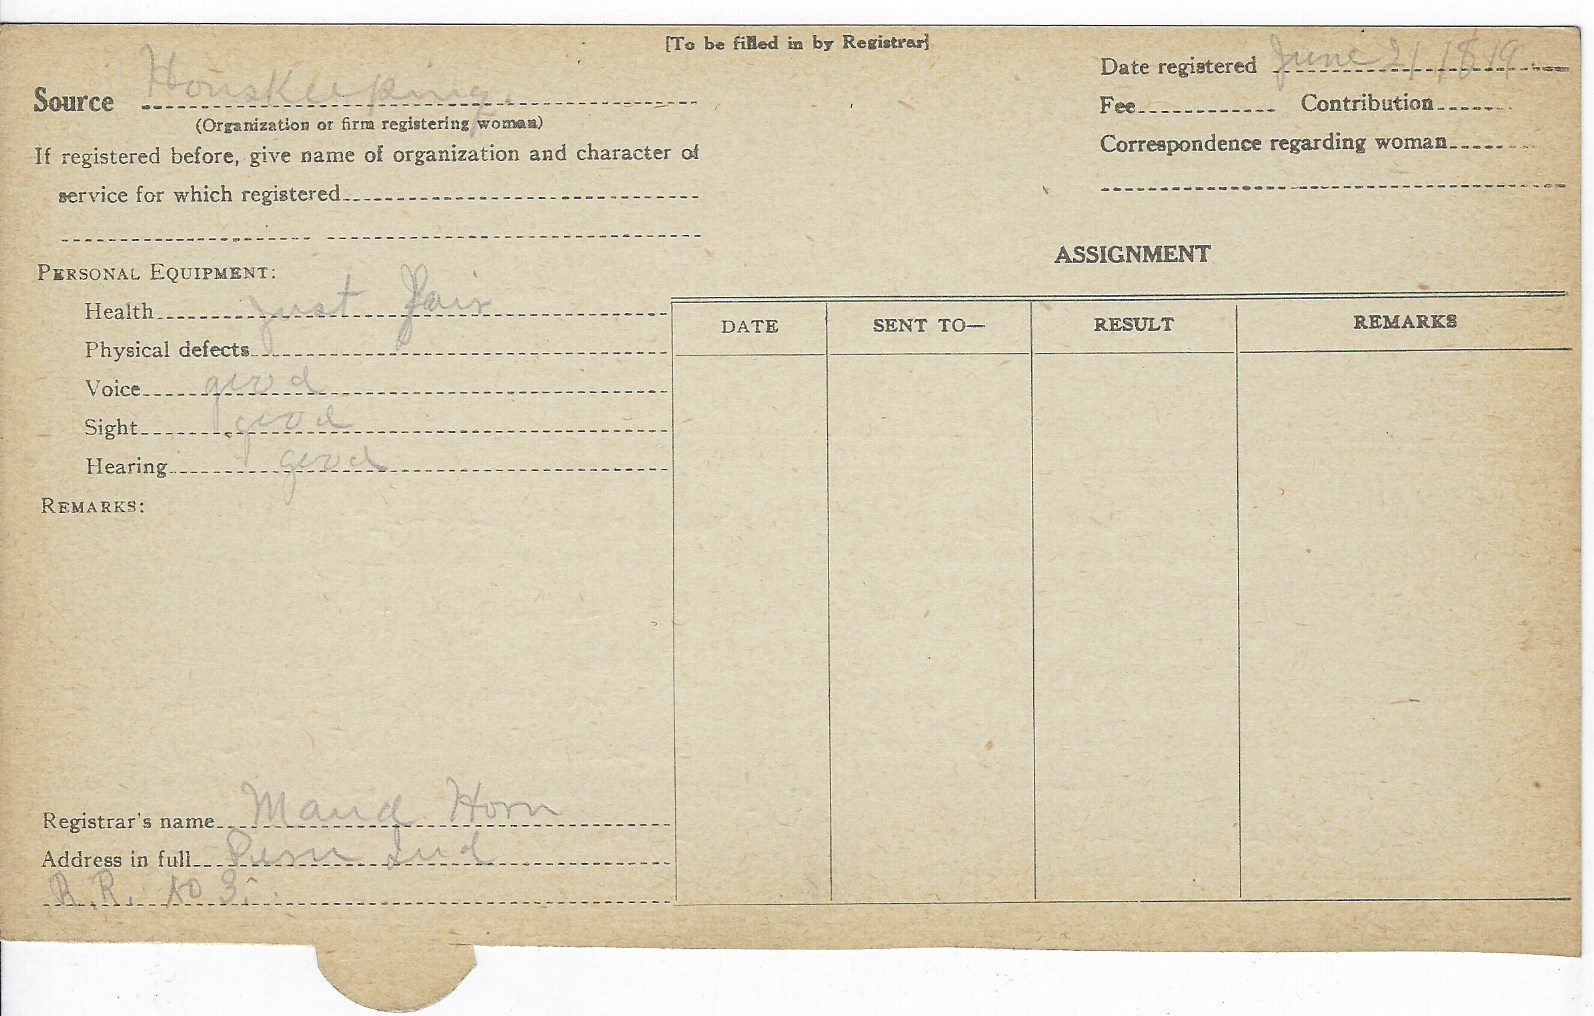 [To be filled in by Registrar]
Source Houskeeping.
(Organization or firm registering woman)
If registered before, give name of organization and character of
service for which registered
Date registered June 21 1819.
Fee Contribution
Correspondence regarding woman
PERSONAL EQUIPMENT:
Health just fair
Physical defects
Voice good
Sight good
Hearing good
REMARKS:
Registrar's name Maud Horn
Address in full Ind
R.R. No 3.
ASSIGNMENT
DATE SENT TO— RESULT REMARKS